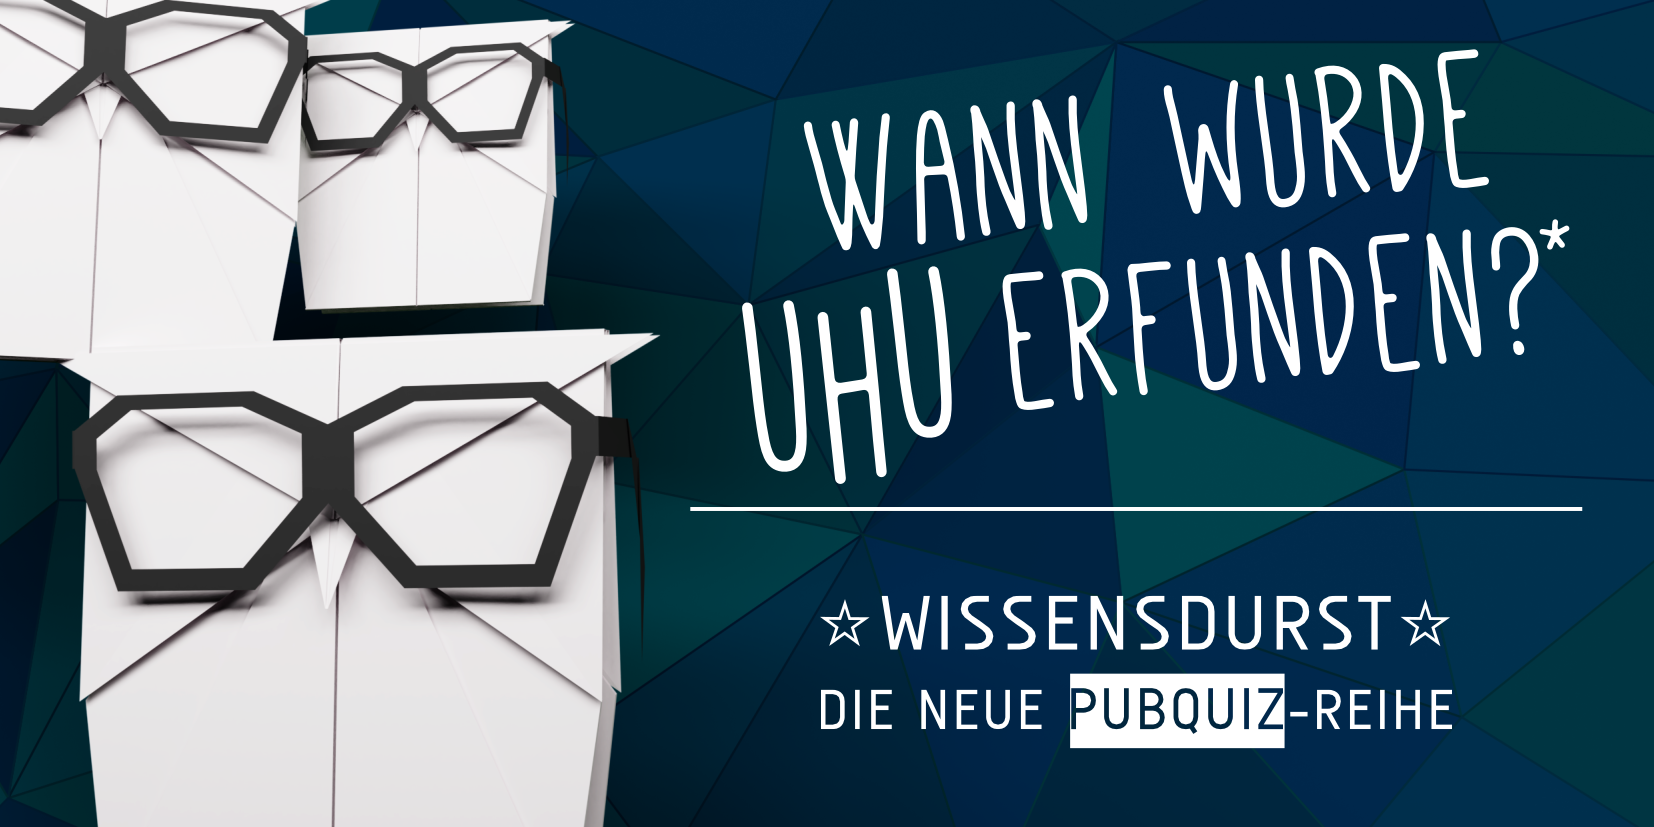 WANN WURDE
UHU ERFUNDEN?*
☆WISSENSDURST☆
DIE NEUE PUBQUIZ-REIHE